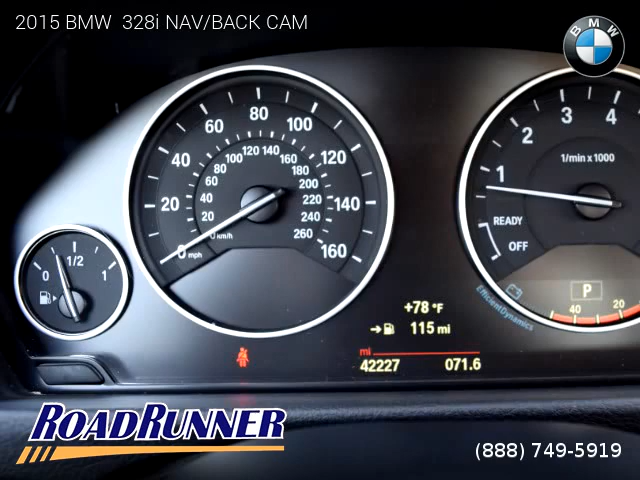 2015 BMW 328i NAV/BACK CAM
BMW
0 1/2 1
0 20 40 60 80 100 120 140 160
mph
0 20 40 60 80 100 120 140 160 180 200 220 240 260
km/h
1 2 3 4
1/min x 1000
READY
OFF
EfficientDynamics
40 20
P
+78 °F
115 mi
mi
42227 071.6
ROADRUNNER
(888) 749-5919